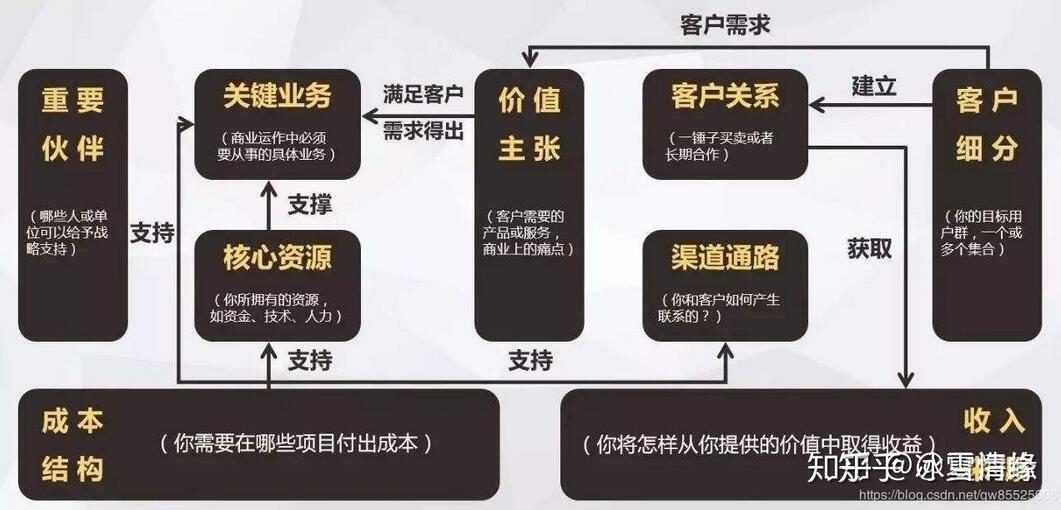 客户需求
重要
伙伴
（哪些人或单
位可以给予战
略支持）
关键业务
（商业运作中必须
要从事的具体业务）
满足客户
需求得出
价值
主张
（客户需要的
产品或服务，
商业上的痛点）
客户关系
（一锤子买卖或者
长期合作）
建立
客户
细分
（你的目标用
户群，一个或
多个集合）
支持
支撑
核心资源
（你所拥有的资源，
如资金、技术、人力）
渠道通路
（你和客户如何产生
联系的？）
获取
支持
支持
成本
结构
（你需要在哪些项目付出成本）
（你将怎样从你提供的价值中取得收益）
收入
知乎 @冰雪情缘